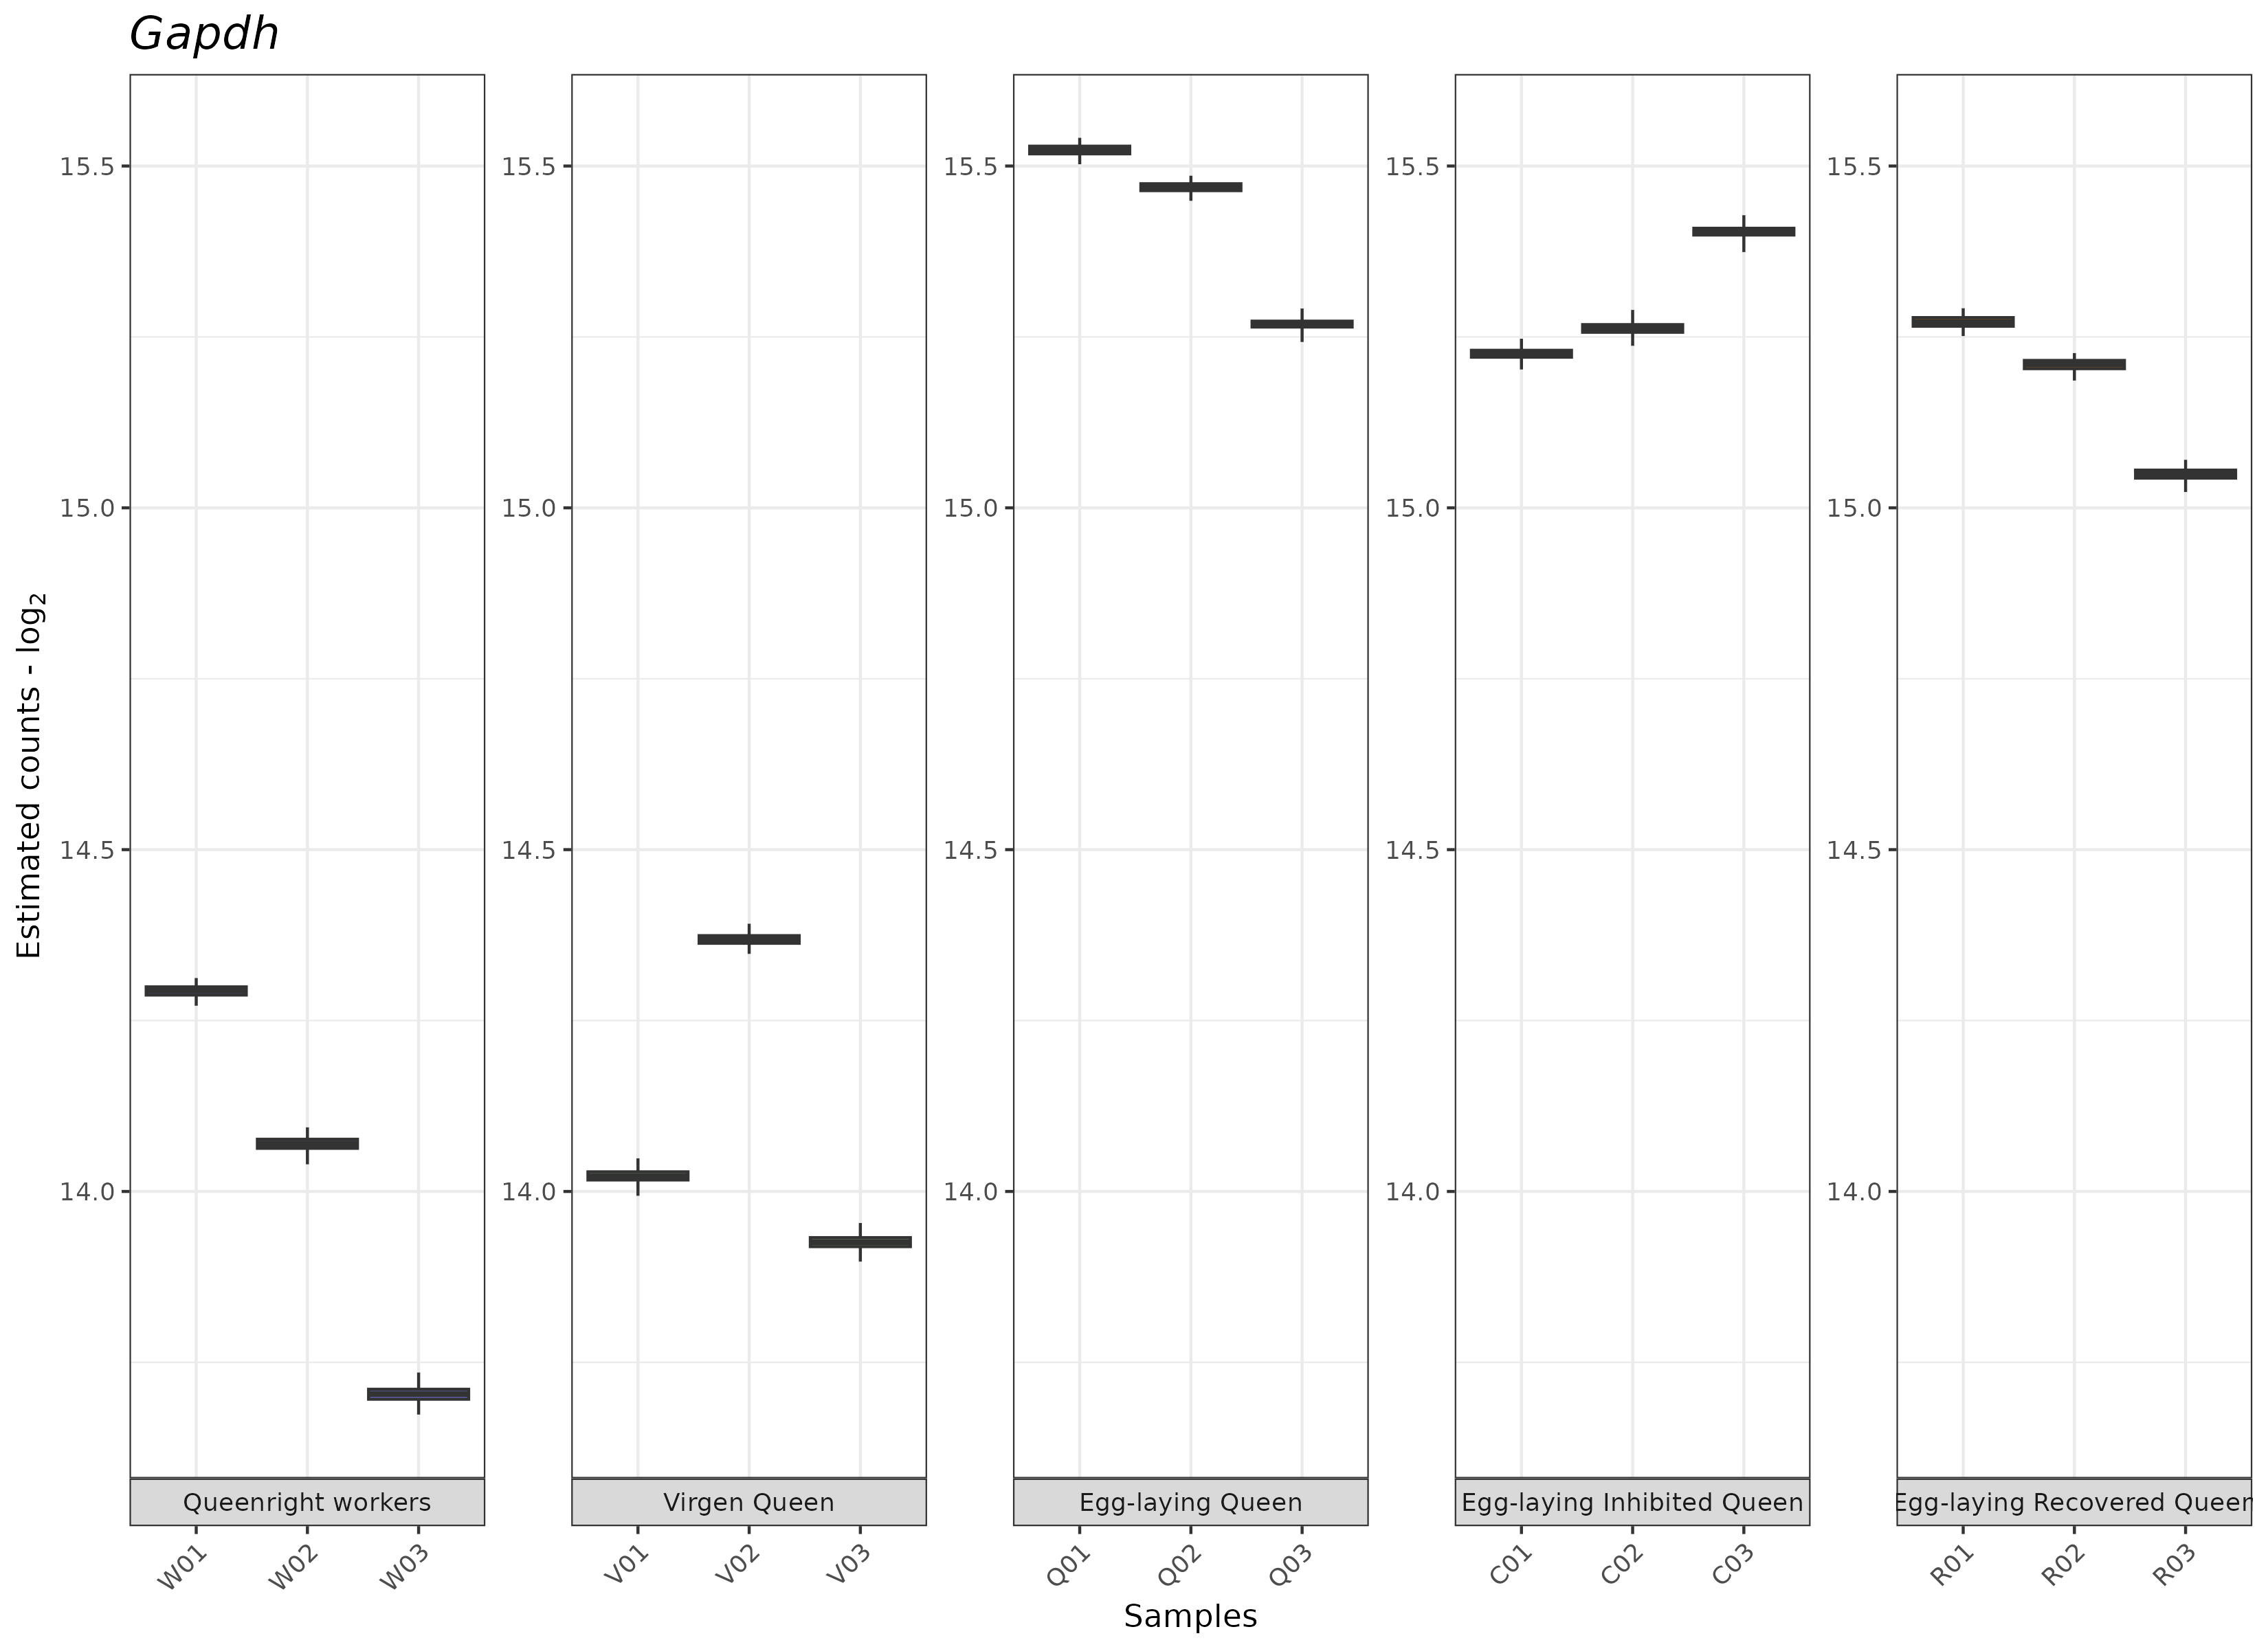 Gapdh
Estimated counts - log2
15.5
15.0
14.5
14.0
15.5
15.0
14.5
14.0
15.5
15.0
14.5
14.0
15.5
15.0
14.5
14.0
15.5
15.0
14.5
14.0
Queenright workers
Virgen Queen
Egg-laying Queen
Egg-laying Inhibited Queen
Egg-laying Recovered Queen
W01 W02 W03
V01 V02 V03
Q01 Q02 Q03
C01 C02 C03
R01 R02 R03
Samples